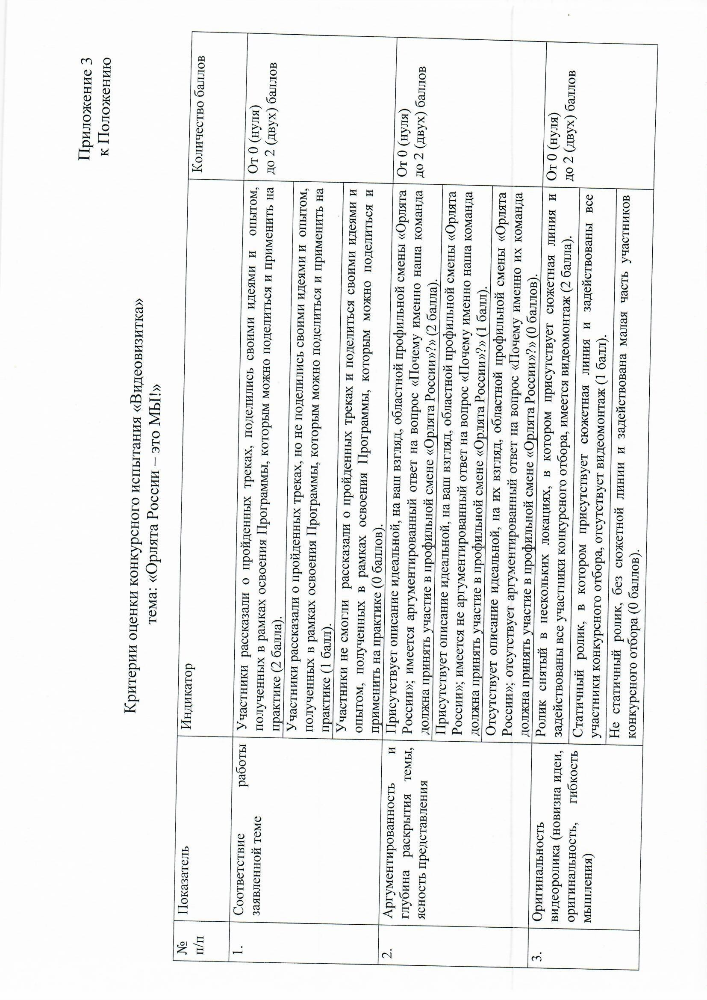 Приложение 3
к Положению
Критерии оценки конкурсного испытания «Видеовизитка»
тема: «Орлята России – это МЫ!»
№
п/п
Показатель
Индикатор
Количество баллов
1.
Соответствие работы
заявленной теме
Участники рассказали о пройденных треках, поделились своими идеями и опытом,
полученных в рамках освоения Программы, которым можно поделиться и применить на
практике (2 балла).
Участники рассказали о пройденных треках, но не поделились своими идеями и опытом,
полученных в рамках освоения Программы, которым можно поделиться и применить на
практике (1 балл).
Участники не смогли рассказали о пройденных треках и поделиться своими идеями и
опытом, полученных в рамках освоения Программы, которым можно поделиться и
применить на практике (0 баллов).
От 0 (нуля)
до 2 (двух) баллов
2.
Аргументированность и
глубина раскрытия темы,
ясность представления
Присутствует описание идеальной, на ваш взгляд, областной профильной смены «Орлята
России»; имеется аргументированный ответ на вопрос «Почему именно наша команда
должна принять участие в профильной смене «Орлята России»?» (2 балла).
Присутствует описание идеальной, на ваш взгляд, областной профильной смены «Орлята
России»; имеется не аргументированный ответ на вопрос «Почему именно наша команда
должна принять участие в профильной смене «Орлята России»?» (1 балл).
Отсутствует описание идеальной, на их взгляд, областной профильной смены «Орлята
России»; отсутствует аргументированный ответ на вопрос «Почему именно их команда
должна принять участие в профильной смене «Орлята России»?» (0 баллов).
От 0 (нуля)
до 2 (двух) баллов
3.
Оригинальность
видеоролика (новизна идеи,
оригинальность, гибкость
мышления)
Ролик снятый в нескольких локациях, в котором присутствует сюжетная линия и
задействованы все участники конкурсного отбора, имеется видеомонтаж (2 балла).
Статичный ролик, в котором присутствует сюжетная линия и задействованы все
участники конкурсного отбора, отсутствует видеомонтаж (1 балл).
Не статичный ролик, без сюжетной линии и задействована малая часть участников
конкурсного отбора (0 баллов).
От 0 (нуля)
до 2 (двух) баллов